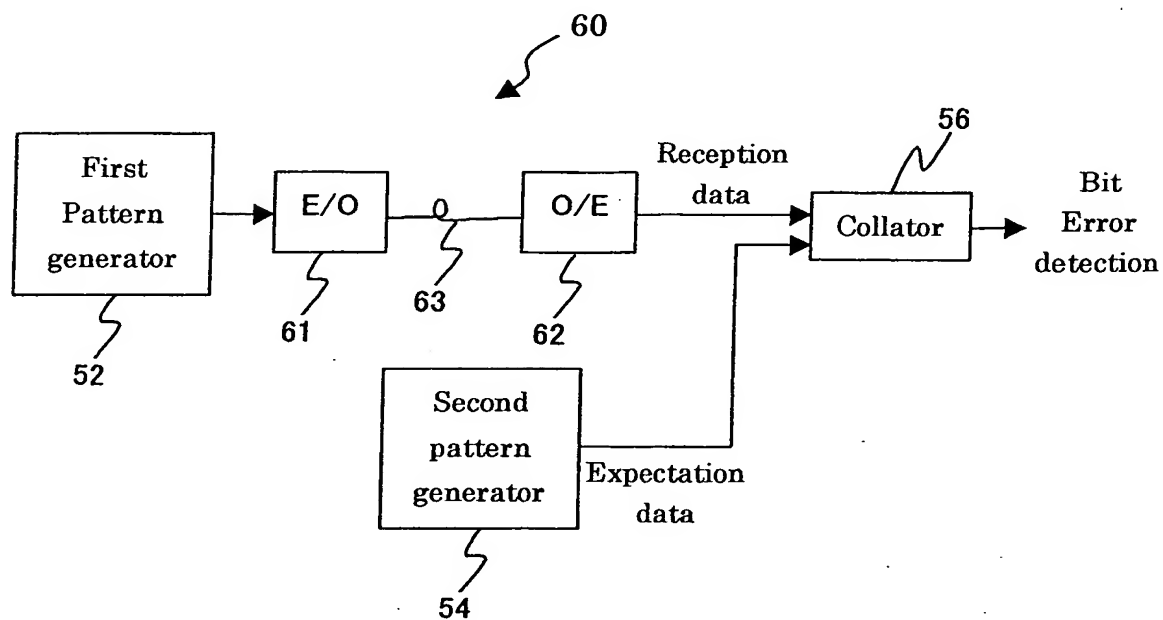 60
56
First
Pattern
generator
E/O
O/E
Reception
data
Collator
Bit
Error
detection
61
63
62
52
Second
pattern
generator
Expectation
data
54